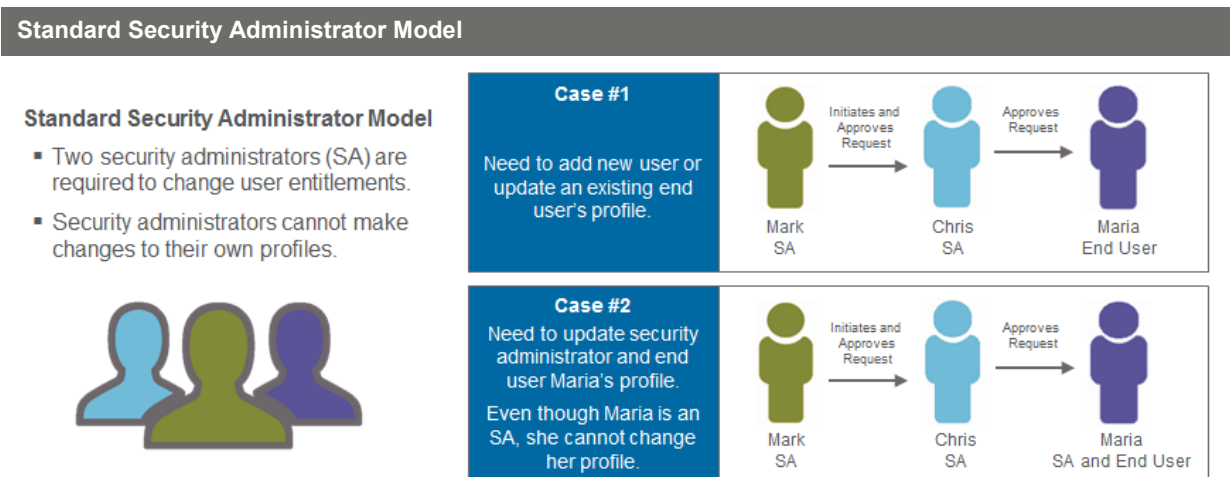 Standard Security Administrator Model
Standard Security Administrator Model
▪ Two security administrators (SA) are
required to change user entitlements.
▪ Security administrators cannot make
changes to their own profiles.
Case #1
Need to add new user or
update an existing end
user's profile.
Initiates and
Approves
Request
Approves
Request
Mark
SA
Chris
SA
Maria
End User
Case #2
Need to update security
administrator and end
user Maria's profile.
Even though Maria is an
SA, she cannot change
her profile.
Initiates and
Approves
Request
Approves
Request
Mark
SA
Chris
SA
Maria
SA and End User